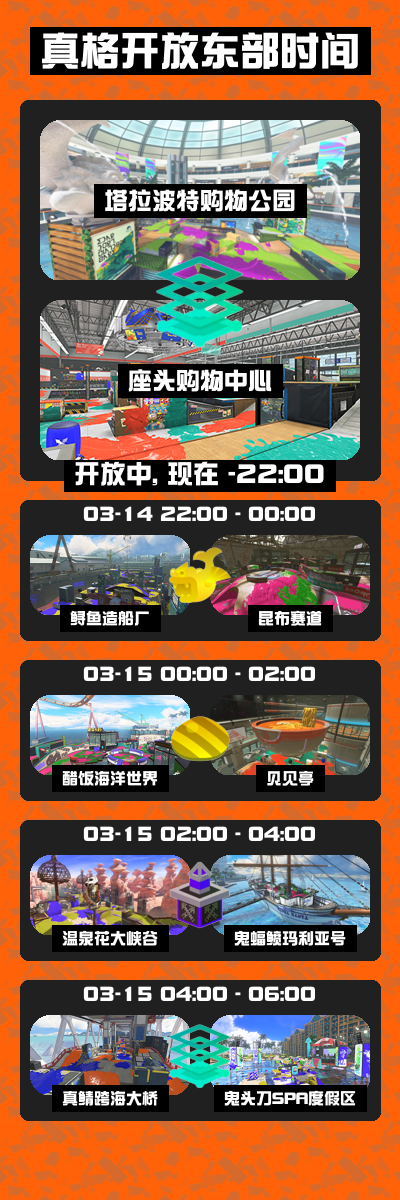 真格开放东部时间
塔拉波特购物公园
座头购物中心
开放中, 现在 -22:00
03-14 22:00 - 00:00
鲟鱼造船厂
昆布赛道
03-15 00:00 - 02:00
醋饭海洋世界
贝贝亭
03-15 02:00 - 04:00
温泉花大峡谷
鬼蝠鲼玛利亚号
03-15 04:00 - 06:00
真鲭跨海大桥
鬼头刀SPA度假区